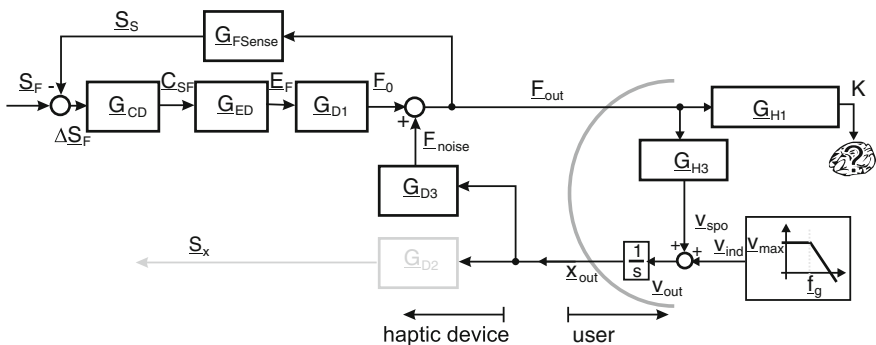 S_S
G_FSense
S_F -
ΔS_F
G_CD
C_SF
G_ED
E_F
G_D1
F_0
+
F_noise
F_out
G_H1
K
?
G_H3
G_D3
v_spo
S_x
G_D2
x_out
1
s
v_out
+ +
v_ind
v_max
f_g
haptic device
user